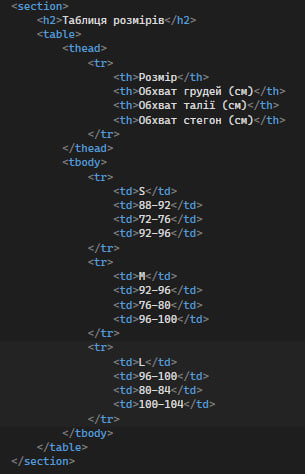 <section>
<h2>Таблиця розмірів</h2>
<table>
<thead>
<tr>
<th>Розмір</th>
<th>Обхват грудей (см)</th>
<th>Обхват талії (см)</th>
<th>Обхват стегон (см)</th>
</tr>
</thead>
<tbody>
<tr>
<td>S</td>
<td>88–92</td>
<td>72–76</td>
<td>92–96</td>
</tr>
<tr>
<td>M</td>
<td>92–96</td>
<td>76–80</td>
<td>96–100</td>
</tr>
<tr>
<td>L</td>
<td>96–100</td>
<td>80–84</td>
<td>100–104</td>
</tr>
</tbody>
</table>
</section>